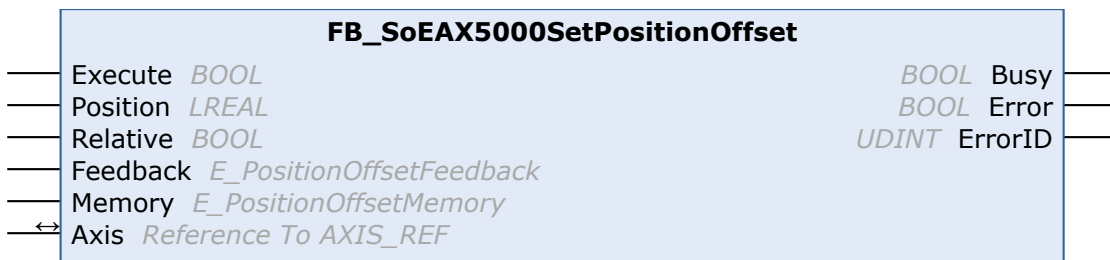 FB_SoEAX5000SetPositionOffset
Execute BOOL BOOL Busy
Position LREAL BOOL Error
Relative BOOL UDINT ErrorID
Feedback E_PositionOffsetFeedback
Memory E_PositionOffsetMemory
↔ Axis Reference To AXIS_REF